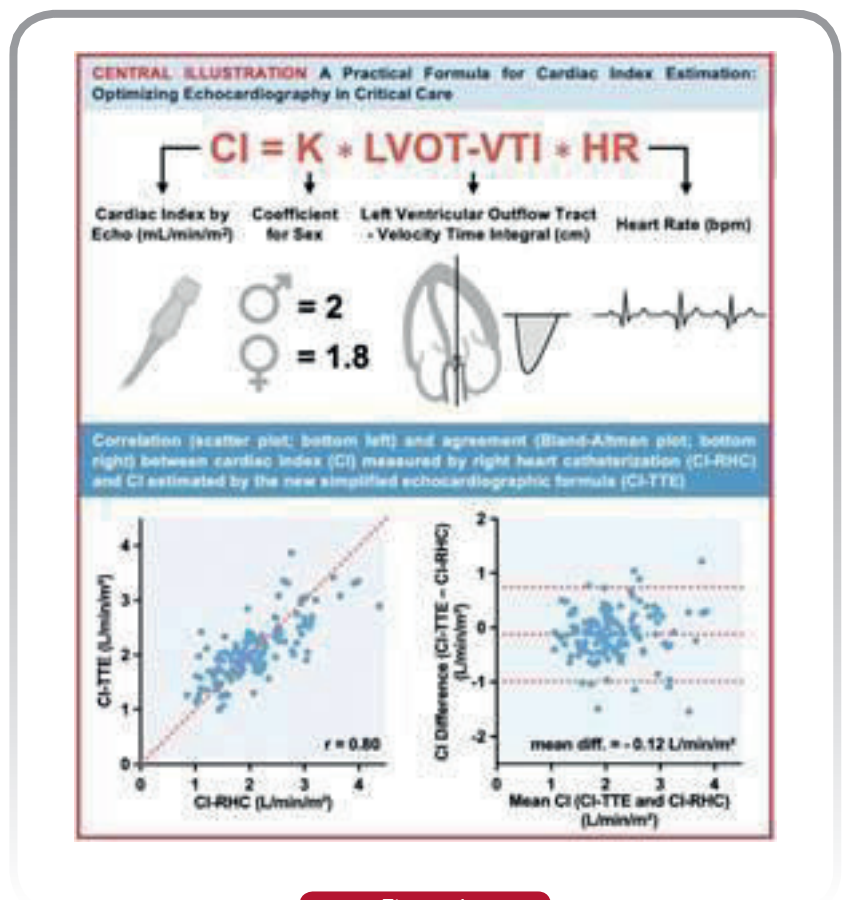 CENTRAL ILLUSTRATION A Practical Formula for Cardiac Index Estimation:
Optimizing Echocardiography in Critical Care
CI = K * LVOT-VTI * HR
Cardiac Index by
Echo (mL/min/m²)
Coefficient
for Sex
Left Ventricular Outflow Tract
- Velocity Time Integral (cm)
Heart Rate (bpm)
♂ = 2
♀ = 1.8
Correlation (scatter plot; bottom left) and agreement (Bland-Altman plot; bottom
right) between cardiac index (CI) measured by right heart catheterization (CI-RHC)
and CI estimated by the new simplified echocardiographic formula (CI-TTE)
CI-TTE (L/min/m²)
4
3
2
1
0
r = 0.80
0 1 2 3 4
CI-RHC (L/min/m²)
CI Difference (CI-TTE – CI-RHC)
(L/min/m²)
2
1
0
-1
-2
mean diff. = - 0.12 L/min/m²
0 1 2 3 4
Mean CI (CI-TTE and CI-RHC)
(L/min/m²)